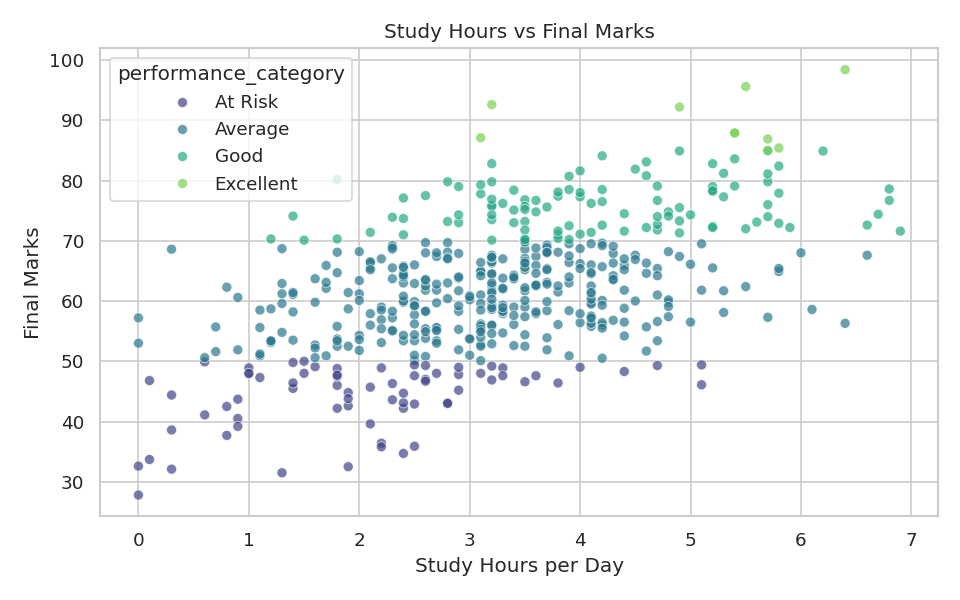 Study Hours vs Final Marks
performance_category
At Risk
Average
Good
Excellent
Final Marks
100
90
80
70
60
50
40
30
0 1 2 3 4 5 6 7
Study Hours per Day